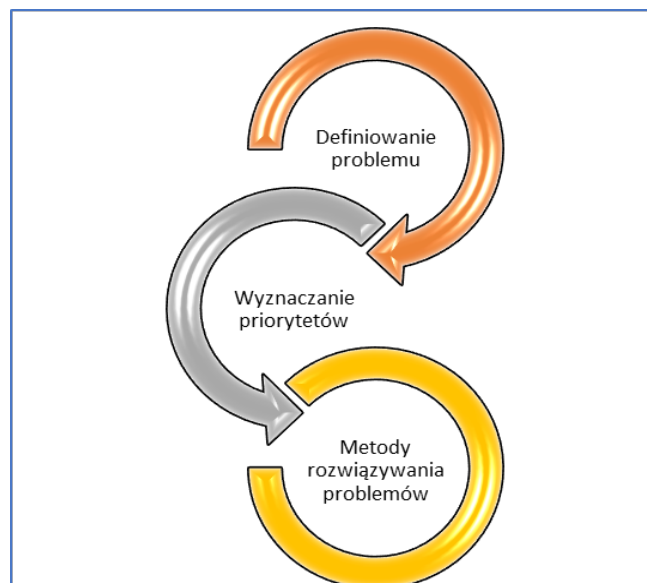 Definiowanie
problemu
Wyznaczanie
priorytetów
Metody
rozwiązywania
problemów